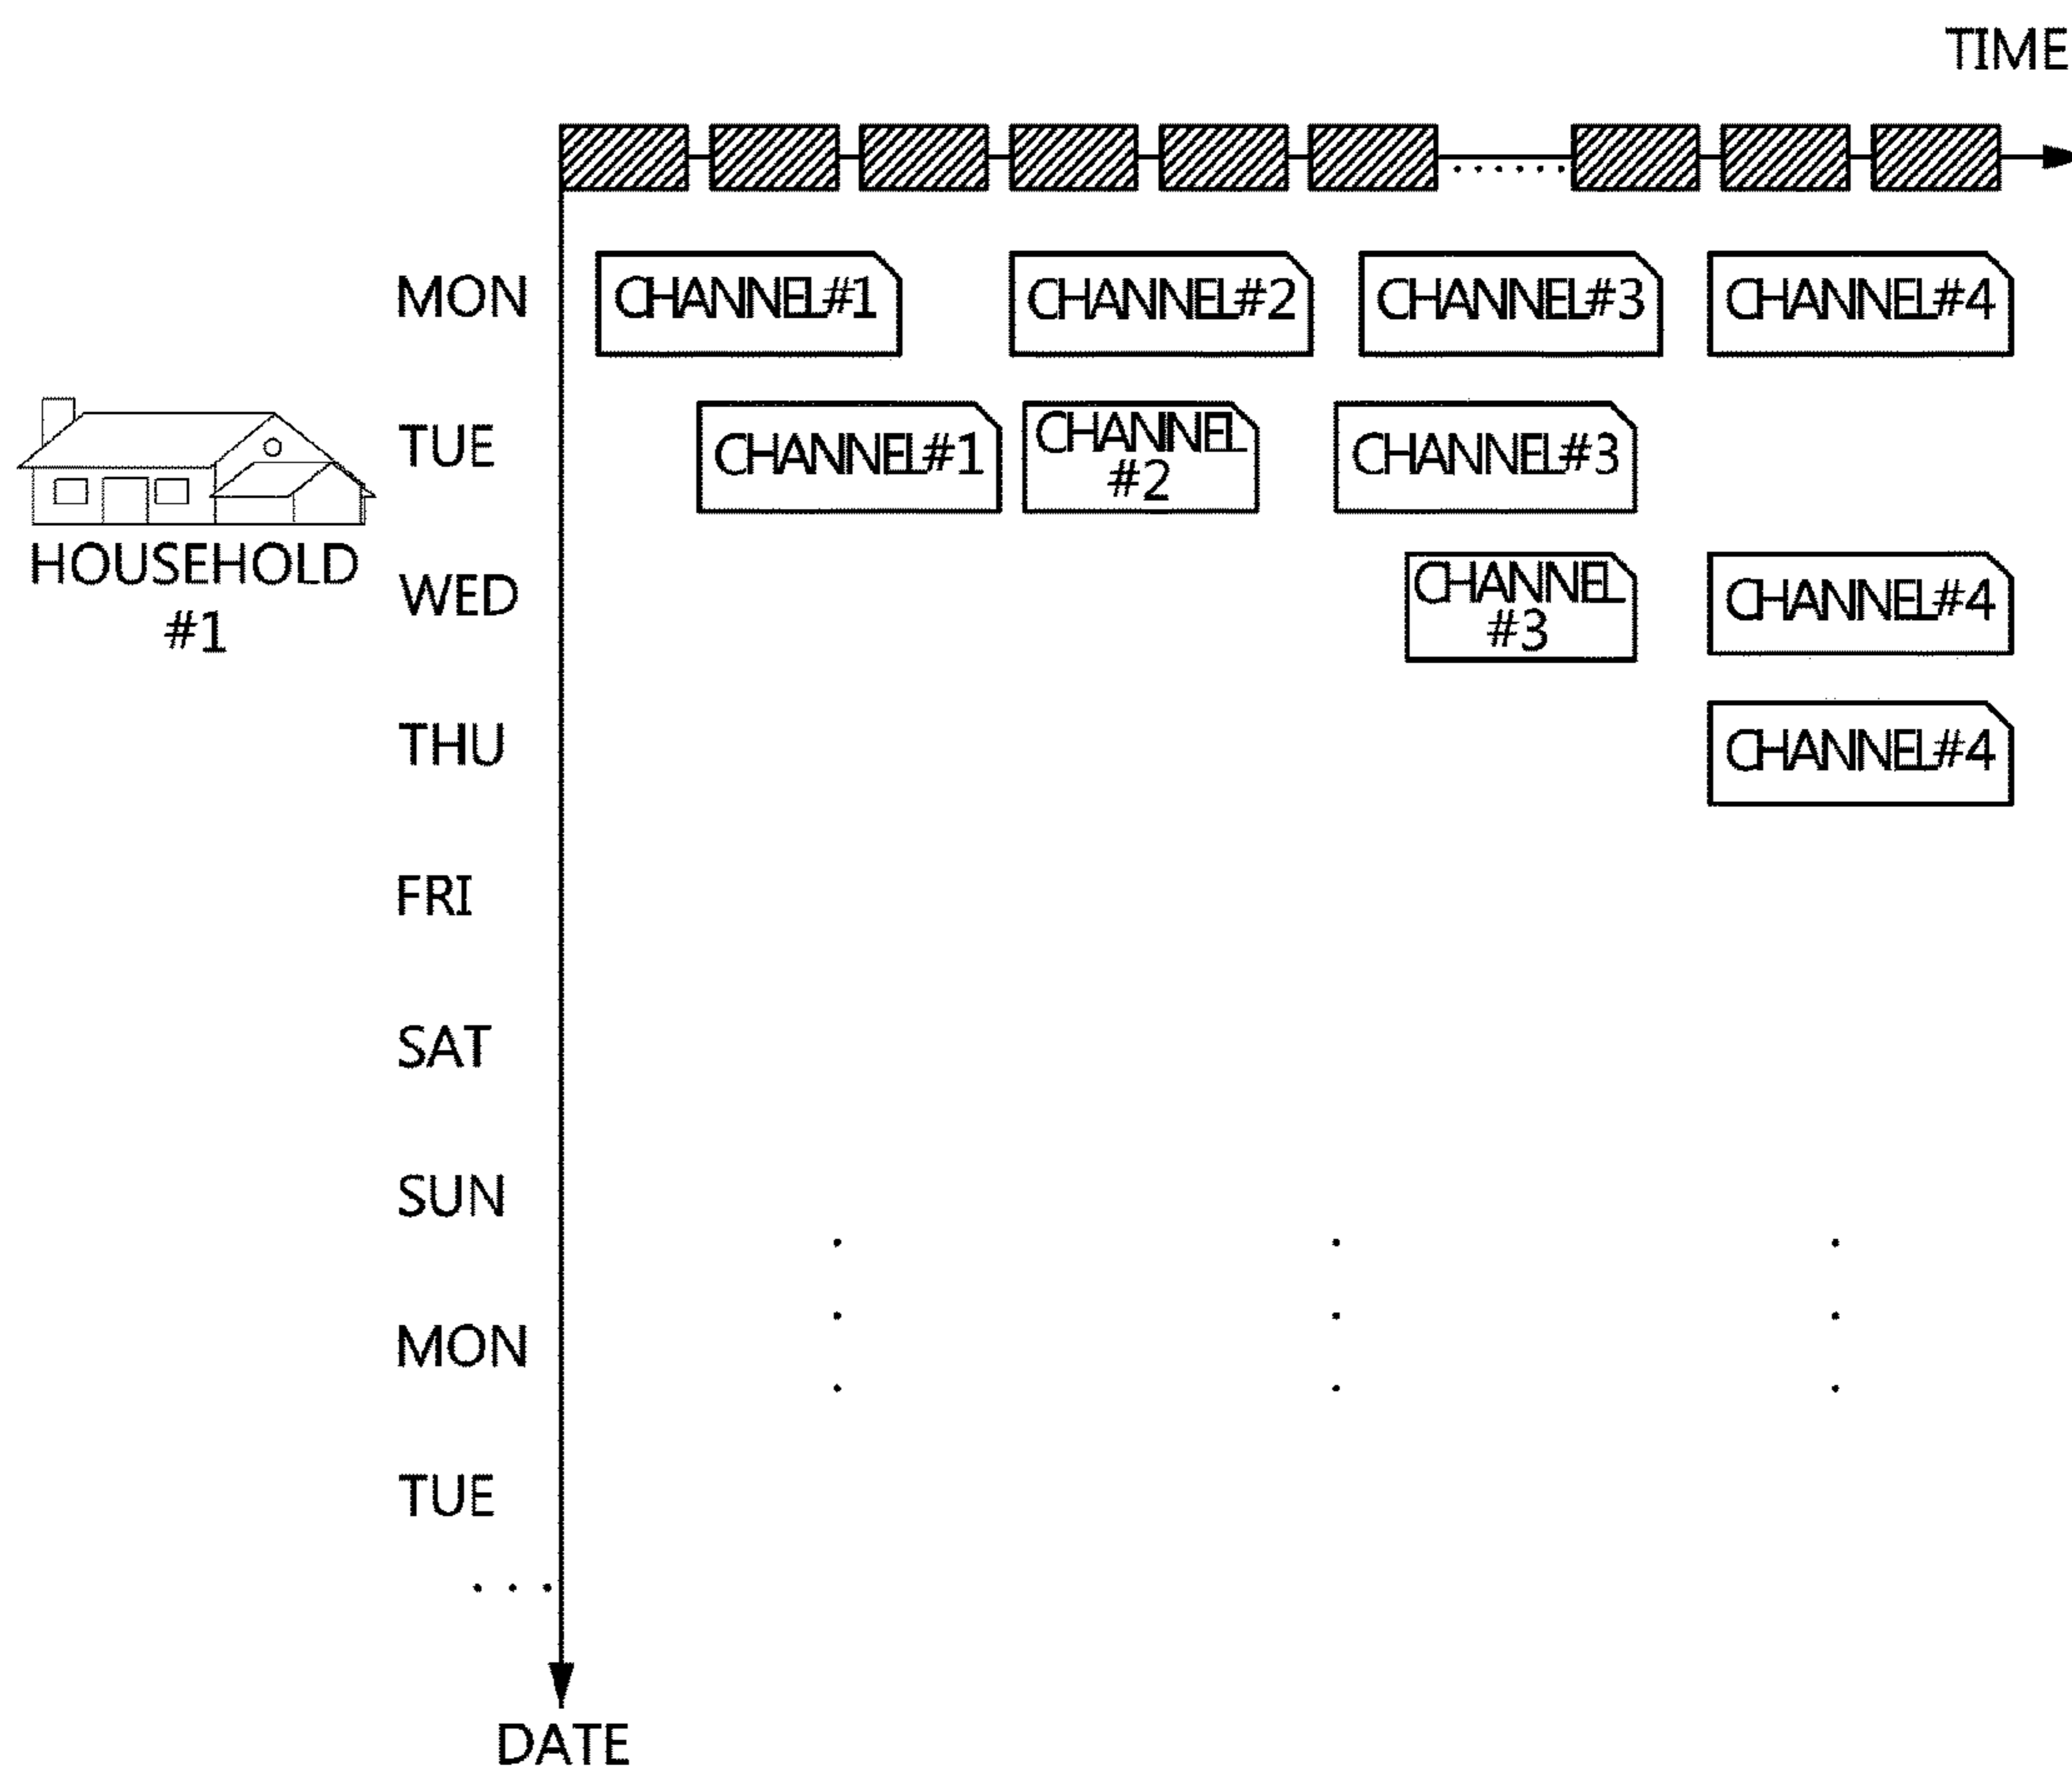 TIME
MON
CHANNEL#1
CHANNEL#2
CHANNEL#3
CHANNEL#4
TUE
CHANNEL#1
CHANNEL
#2
CHANNEL#3
HOUSEHOLD
#1
WED
CHANNEL
#3
CHANNEL#4
THU
CHANNEL#4
FRI
SAT
SUN
MON
TUE
DATE